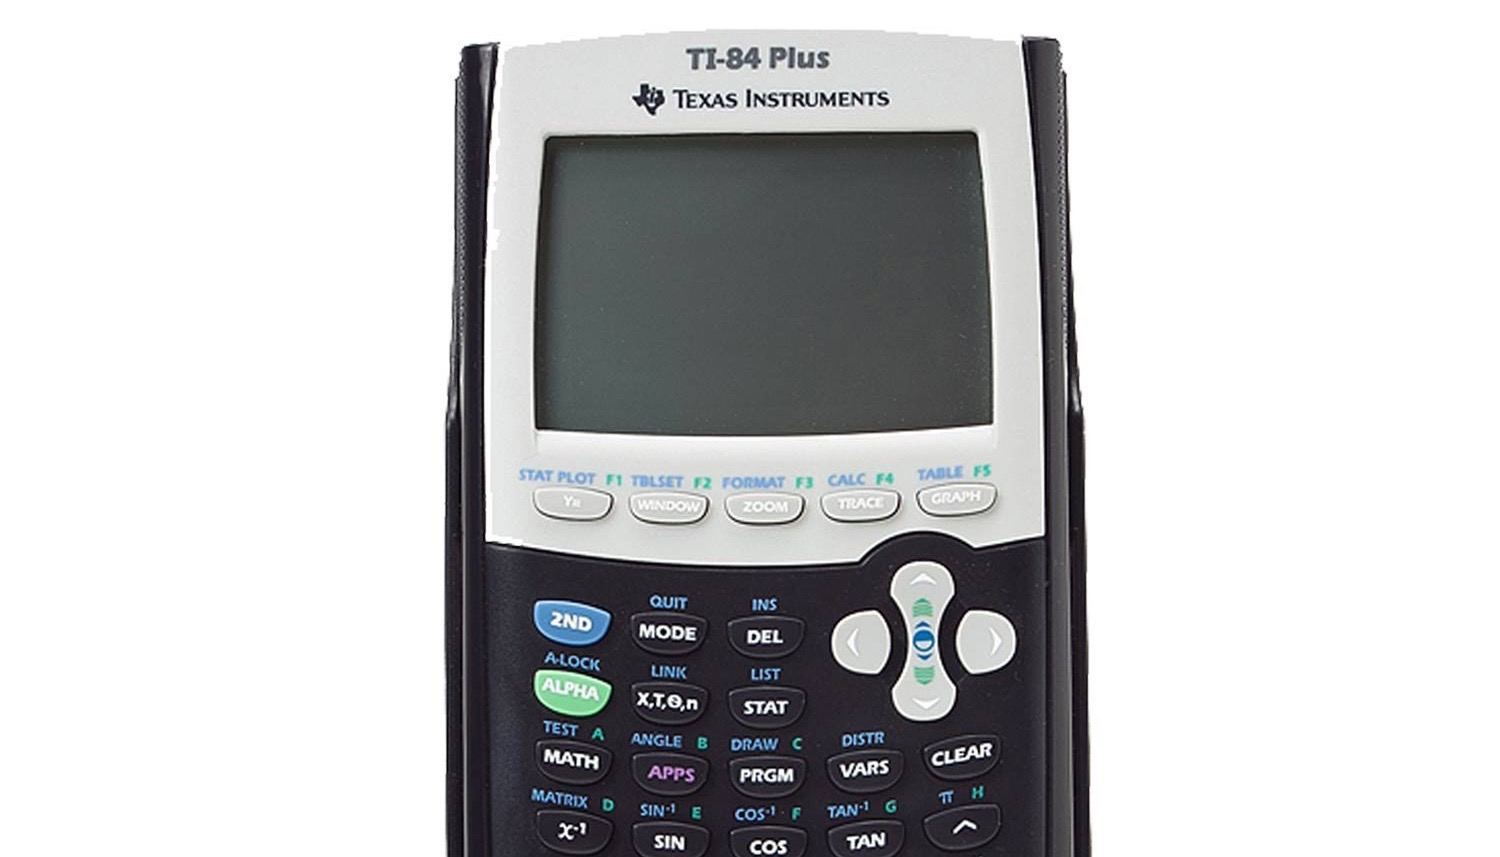 TI-84 Plus
TEXAS INSTRUMENTS
STAT PLOT F1 TBLSET F2 FORMAT F3 CALC F4 TABLE F5
Y= WINDOW ZOOM TRACE GRAPH
QUIT INS
2ND MODE DEL
A-LOCK LINK LIST
ALPHA X,T,Θ,n STAT
TEST A ANGLE B DRAW C DISTR
MATH APPS PRGM VARS CLEAR
MATRIX D SIN⁻¹ E COS⁻¹ F TAN⁻¹ G π H
x⁻¹ SIN COS TAN ^